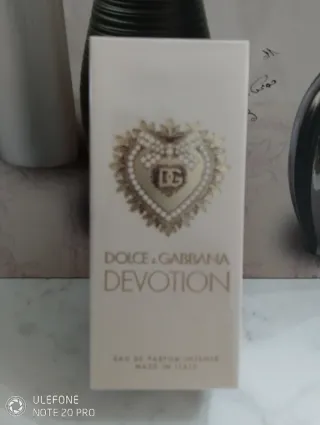 DG
DOLCE & GABBANA
DEVOTION
EAU DE PARFUM INTENSE
MADE IN ITALY
ULEFONE
NOTE 20 PRO